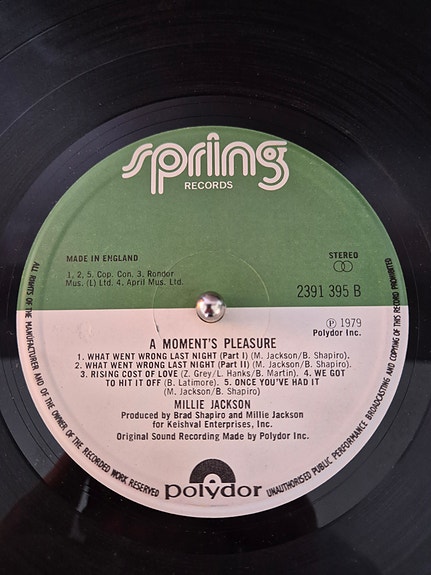 spring
RECORDS
MADE IN ENGLAND
1, 2, 5. Cop. Con. 3. Rondor
Mus. (L) Ltd. 4, April Mus. Ltd.
STEREO
2391 395 B
℗ 1979
Polydor Inc.
A MOMENT'S PLEASURE
1. WHAT WENT WRONG LAST NIGHT (Part I) (M. Jackson/B. Shapiro).
2. WHAT WENT WRONG LAST NIGHT (Part II) (M. Jackson/B. Shapiro).
3. RISING COST OF LOVE (Z. Grey/L. Hanks/B. Martin). 4. WE GOT
TO HIT IT OFF (B. Latimore). 5. ONCE YOU'VE HAD IT
(M. Jackson/B. Shapiro).
MILLIE JACKSON
Produced by Brad Shapiro and Millie Jackson
for Keishval Enterprises, Inc.
Original Sound Recording Made by Polydor Inc.
polydor
ALL RIGHTS OF THE MANUFACTURER AND OF THE OWNER OF THE RECORDED WORK RESERVED
UNAUTHORISED PUBLIC PERFORMANCE BROADCASTING AND COPYING OF THIS RECORD PROHIBITED